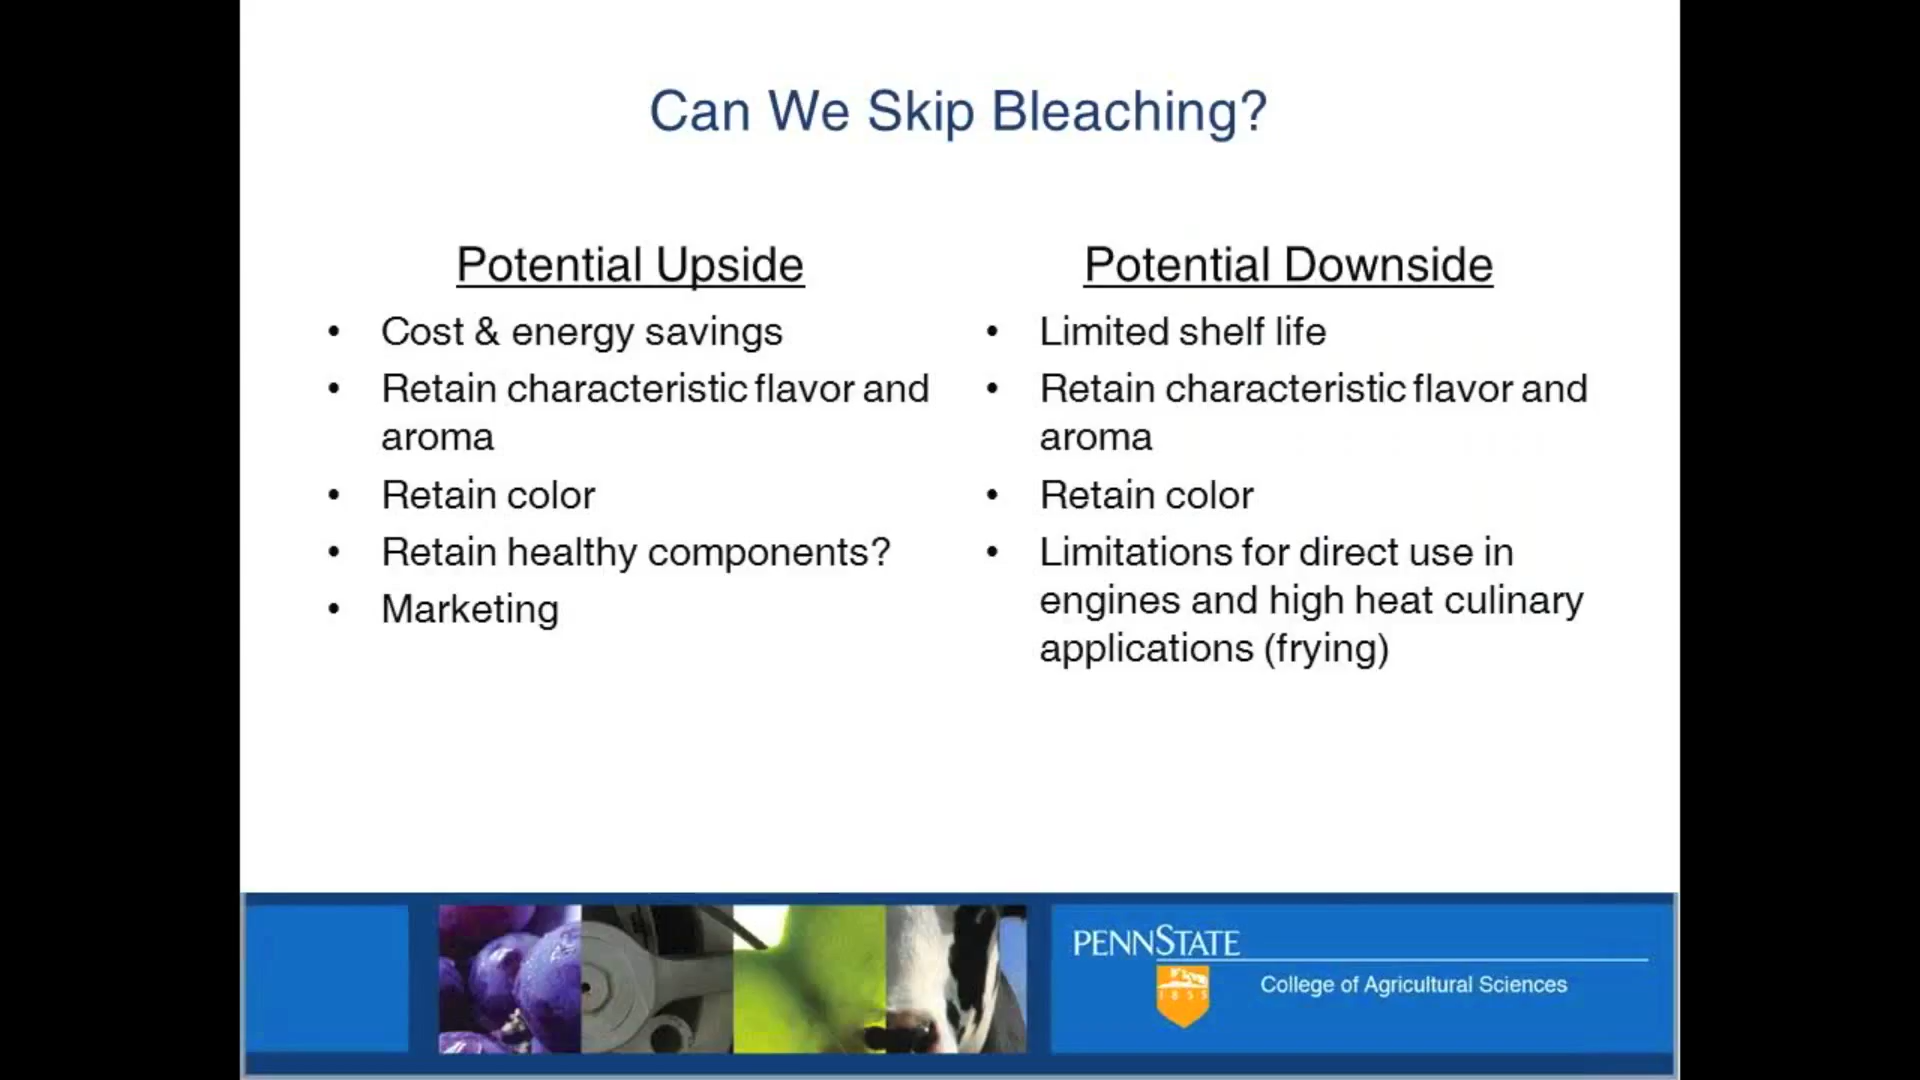 Can We Skip Bleaching?
Potential Upside
• Cost & energy savings
• Retain characteristic flavor and
aroma
• Retain color
• Retain healthy components?
• Marketing
Potential Downside
• Limited shelf life
• Retain characteristic flavor and
aroma
• Retain color
• Limitations for direct use in
engines and high heat culinary
applications (frying)
PENNSTATE
1855
College of Agricultural Sciences